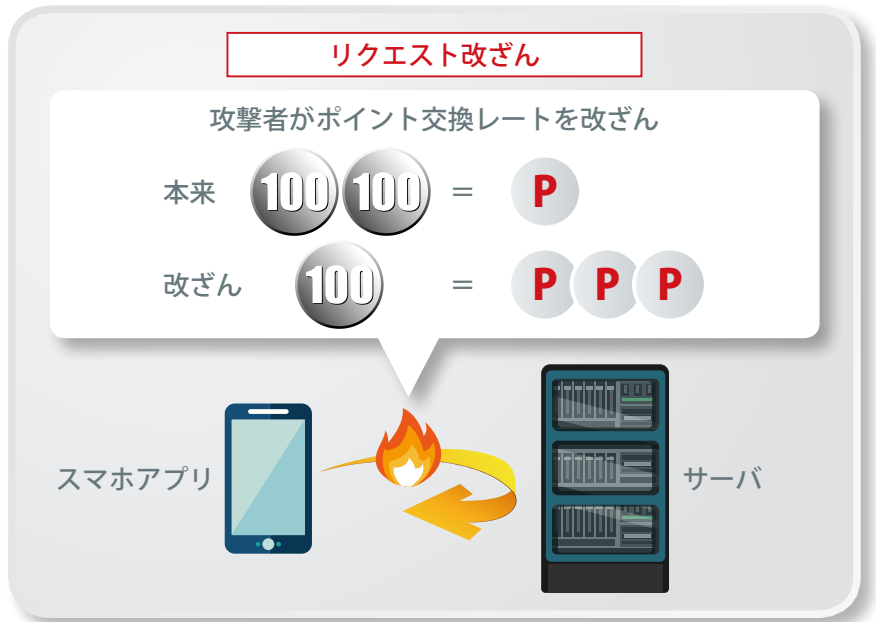 リクエスト改ざん
攻撃者がポイント交換レートを改ざん
本来 100 100 = P
改ざん 100 = P P P
スマホアプリ サーバ